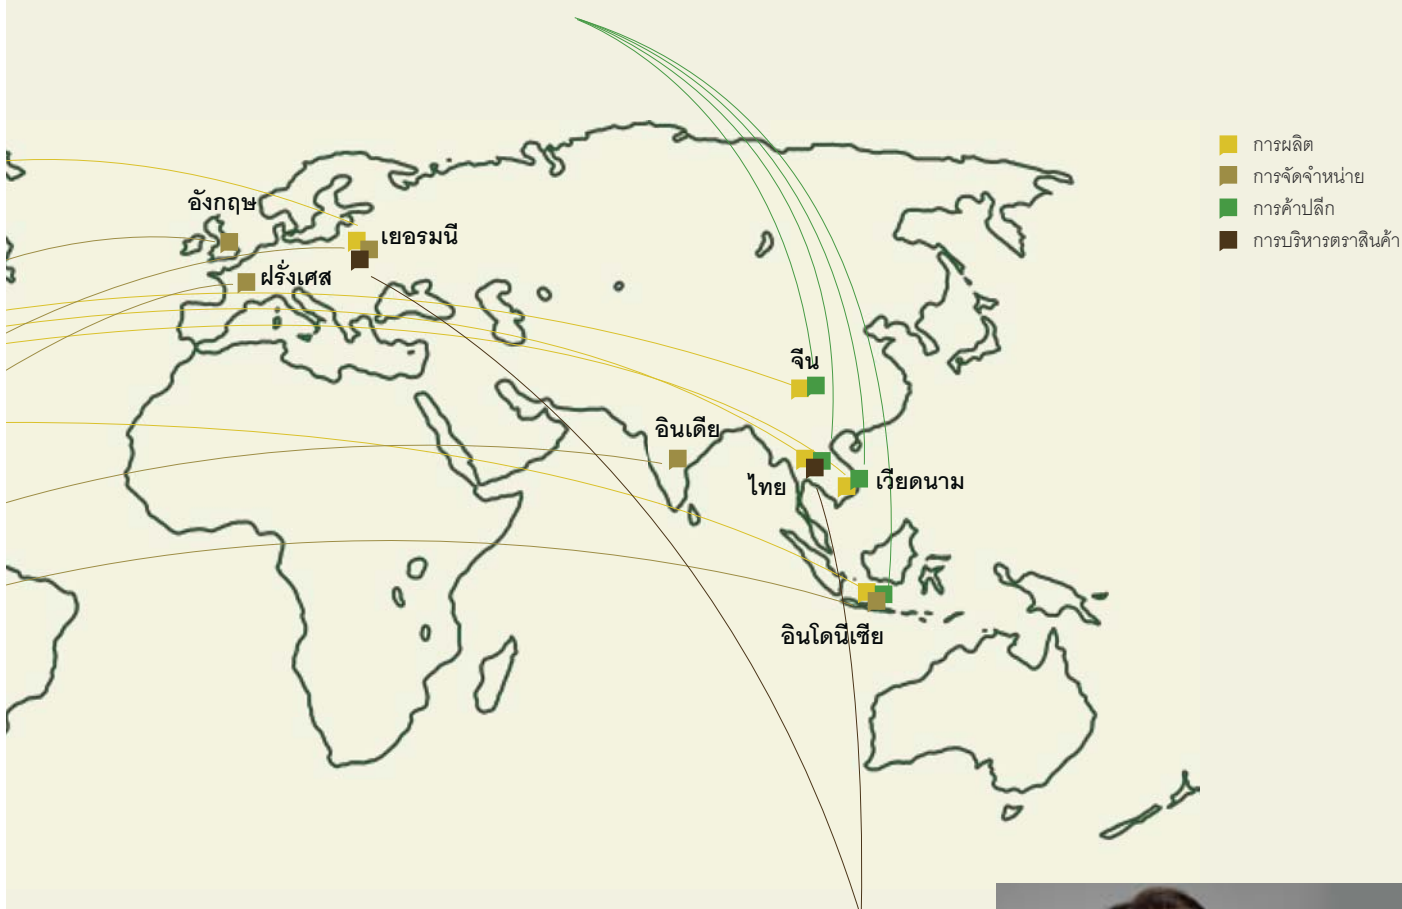 การผลิต
การจัดจำหน่าย
การค้าปลีก
การบริหารตราสินค้า
อังกฤษ
เยอรมนี
ฝรั่งเศส
จีน
อินเดีย
ไทย
เวียดนาม
อินโดนีเซีย